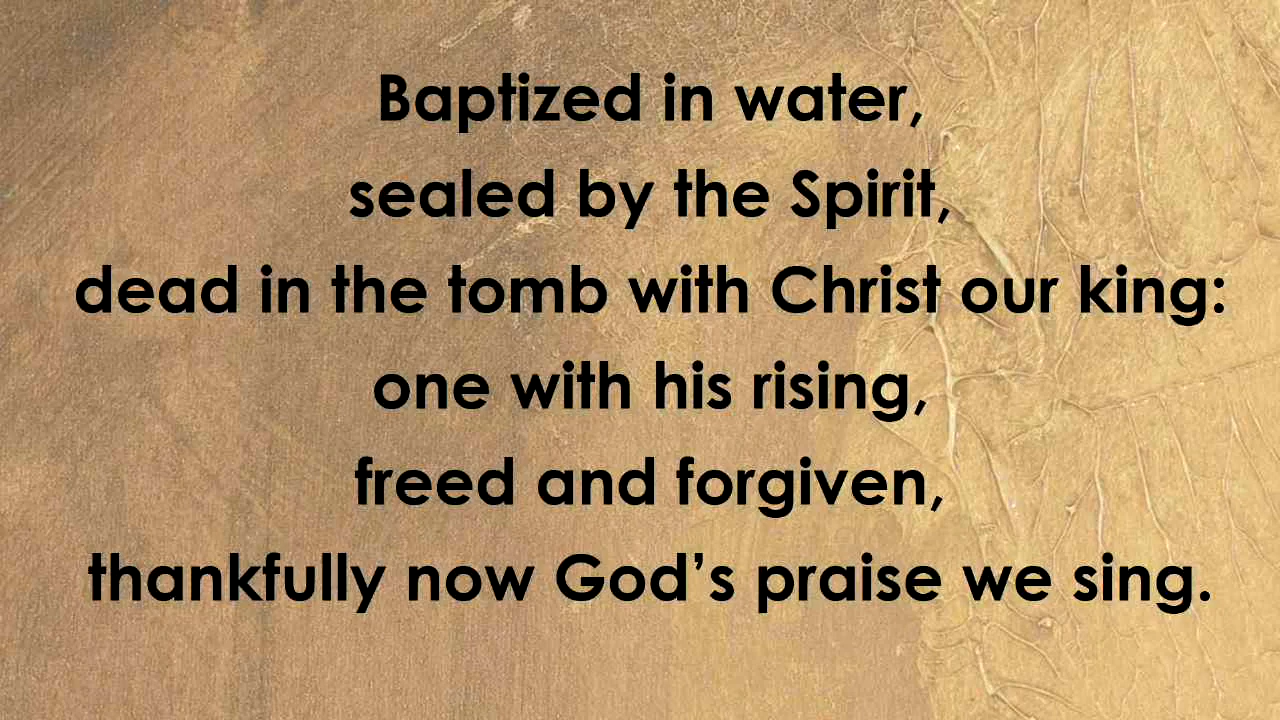 Baptized in water,
sealed by the Spirit,
dead in the tomb with Christ our king:
one with his rising,
freed and forgiven,
thankfully now God’s praise we sing.